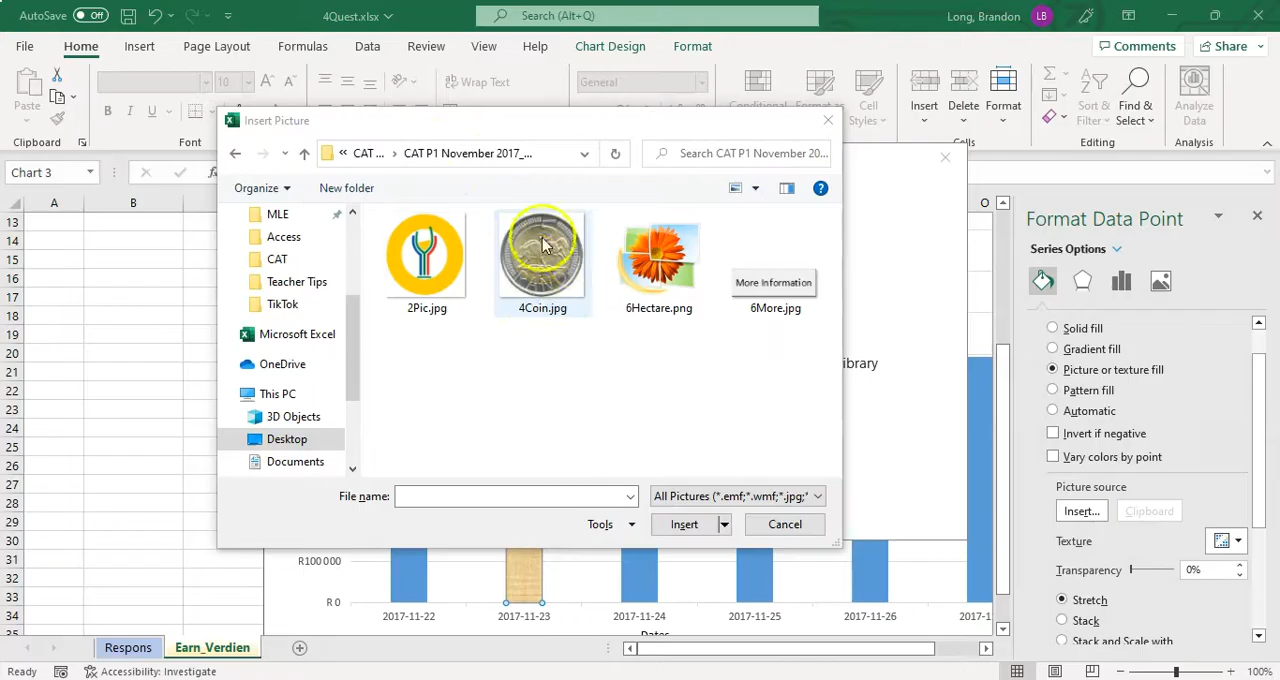 AutoSave Off 4Quest.xlsx Search (Alt+Q) Long, Brandon LB
File Home Insert Page Layout Formulas Data Review View Help Chart Design Format Comments Share
Paste 10 B I U Wrap Text General Conditional Format as Cell Styles Insert Delete Format Sort & Filter Find & Select Analyze Data
Clipboard Font Cells Editing Analysis
Chart 3
A B O
13
14
15
16
17
18
19
20
21
22
23
24
25
26
27
28
29
30
31
32
33
34
35
Insert Picture
« CAT ... › CAT P1 November 2017_... Search CAT P1 November 20...
Organize New folder
MLE
Access
CAT
Teacher Tips
TikTok
Microsoft Excel
OneDrive
This PC
3D Objects
Desktop
Documents
More Information
2Pic.jpg 4Coin.jpg 6Hectare.png 6More.jpg
File name: All Pictures (*.emf;*.wmf;*.jpg;*
Tools Insert Cancel
ibrary
R100 000
R 0
2017-11-22 2017-11-23 2017-11-24 2017-11-25 2017-11-26 2017-1
Dates
Format Data Point
Series Options
Solid fill
Gradient fill
Picture or texture fill
Pattern fill
Automatic
Invert if negative
Vary colors by point
Picture source
Insert... Clipboard
Texture
Transparency 0%
Stretch
Stack
Stack and Scale with
Respons Earn_Verdien
Ready Accessibility: Investigate 100%